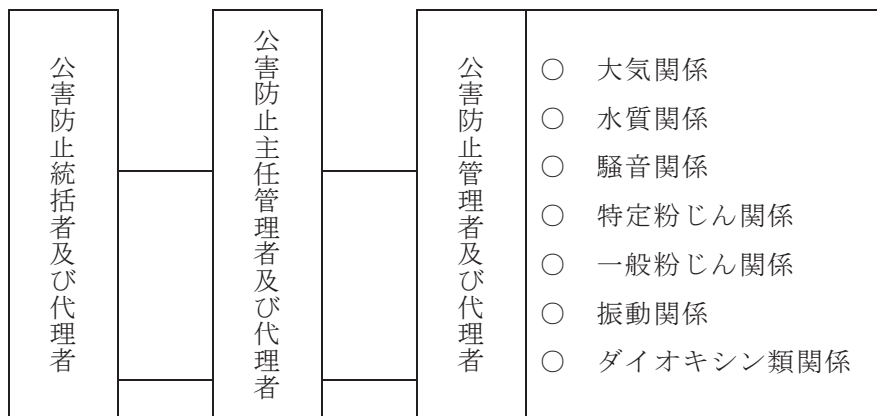 公害防止統括者及び代理者
公害防止主任管理者及び代理者
公害防止管理者及び代理者
○ 大気関係
○ 水質関係
○ 騒音関係
○ 特定粉じん関係
○ 一般粉じん関係
○ 振動関係
○ ダイオキシン類関係